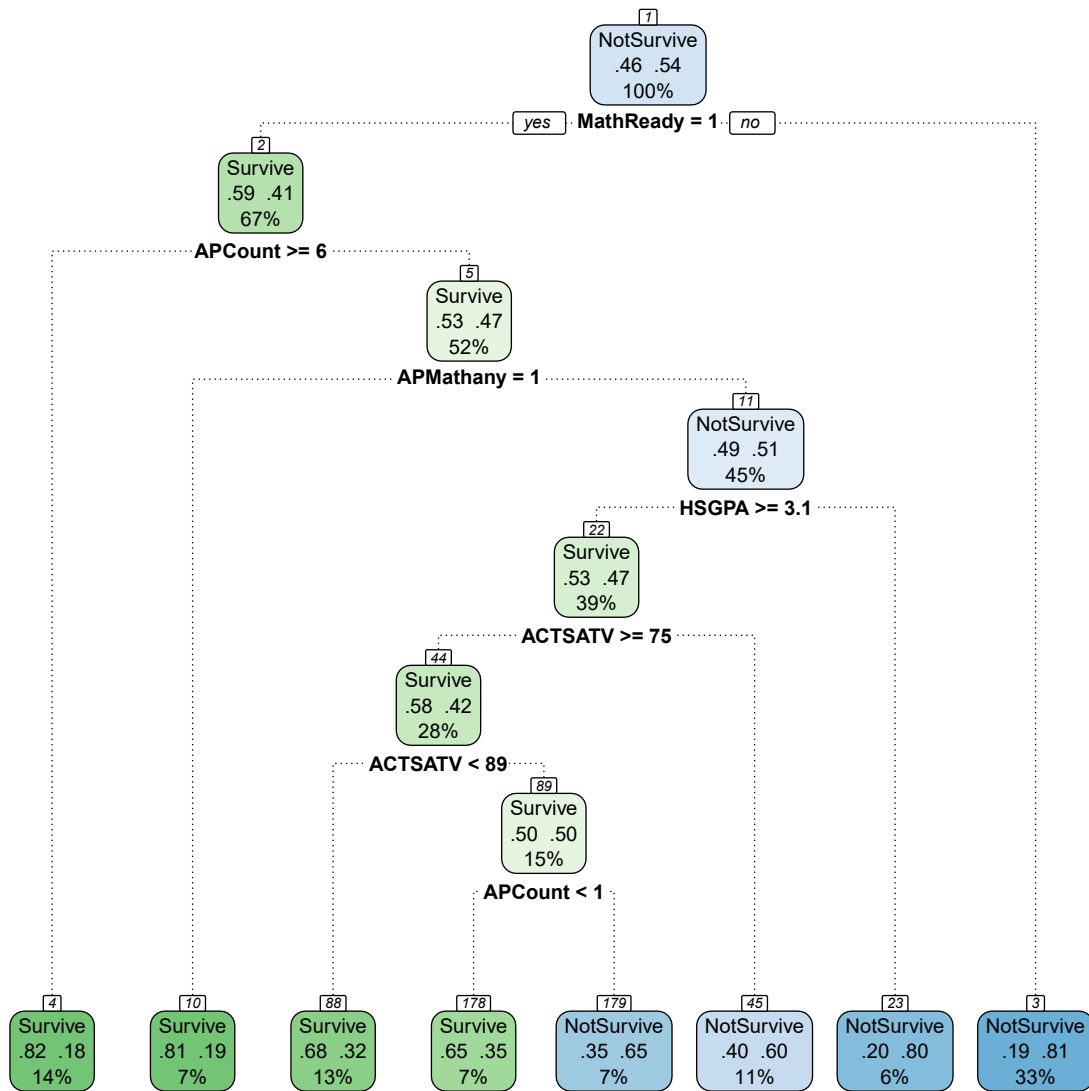 1
NotSurvive
.46 .54
100%
yes MathReady = 1 no
2
Survive
.59 .41
67%
APCount >= 6
5
Survive
.53 .47
52%
APMathany = 1
11
NotSurvive
.49 .51
45%
HSGPA >= 3.1
22
Survive
.53 .47
39%
ACTSATV >= 75
44
Survive
.58 .42
28%
ACTSATV < 89
89
Survive
.50 .50
15%
APCount < 1
4 10 88 178 179 45 23 3
Survive Survive Survive Survive NotSurvive NotSurvive NotSurvive NotSurvive
.82 .18 .81 .19 .68 .32 .65 .35 .35 .65 .40 .60 .20 .80 .19 .81
14% 7% 13% 7% 7% 11% 6% 33%